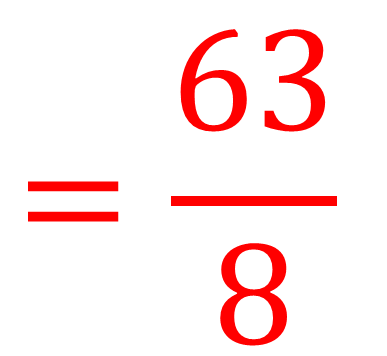 = 63/8